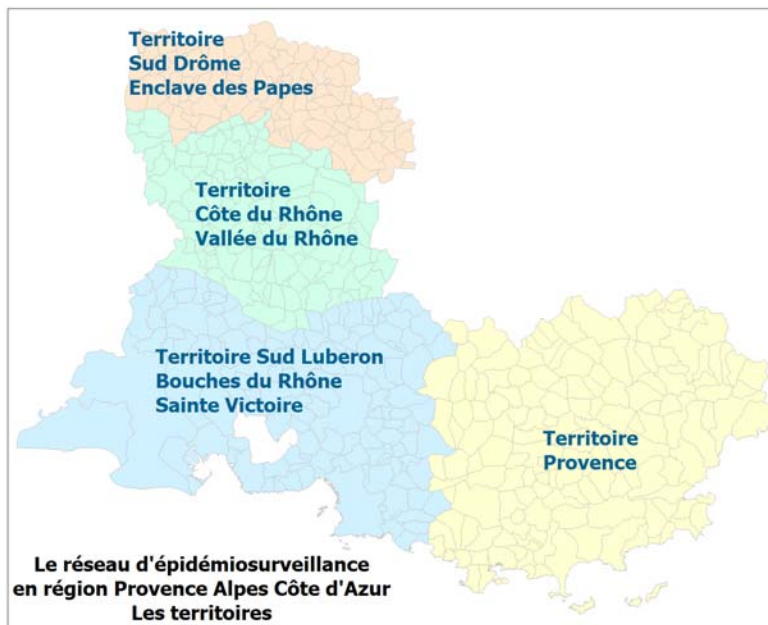 Territoire
Sud Drôme
Enclave des Papes
Territoire
Côte du Rhône
Vallée du Rhône
Territoire Sud Luberon
Bouches du Rhône
Sainte Victoire
Territoire
Provence
Le réseau d'épidémiosurveillance
en région Provence Alpes Côte d'Azur
Les territoires